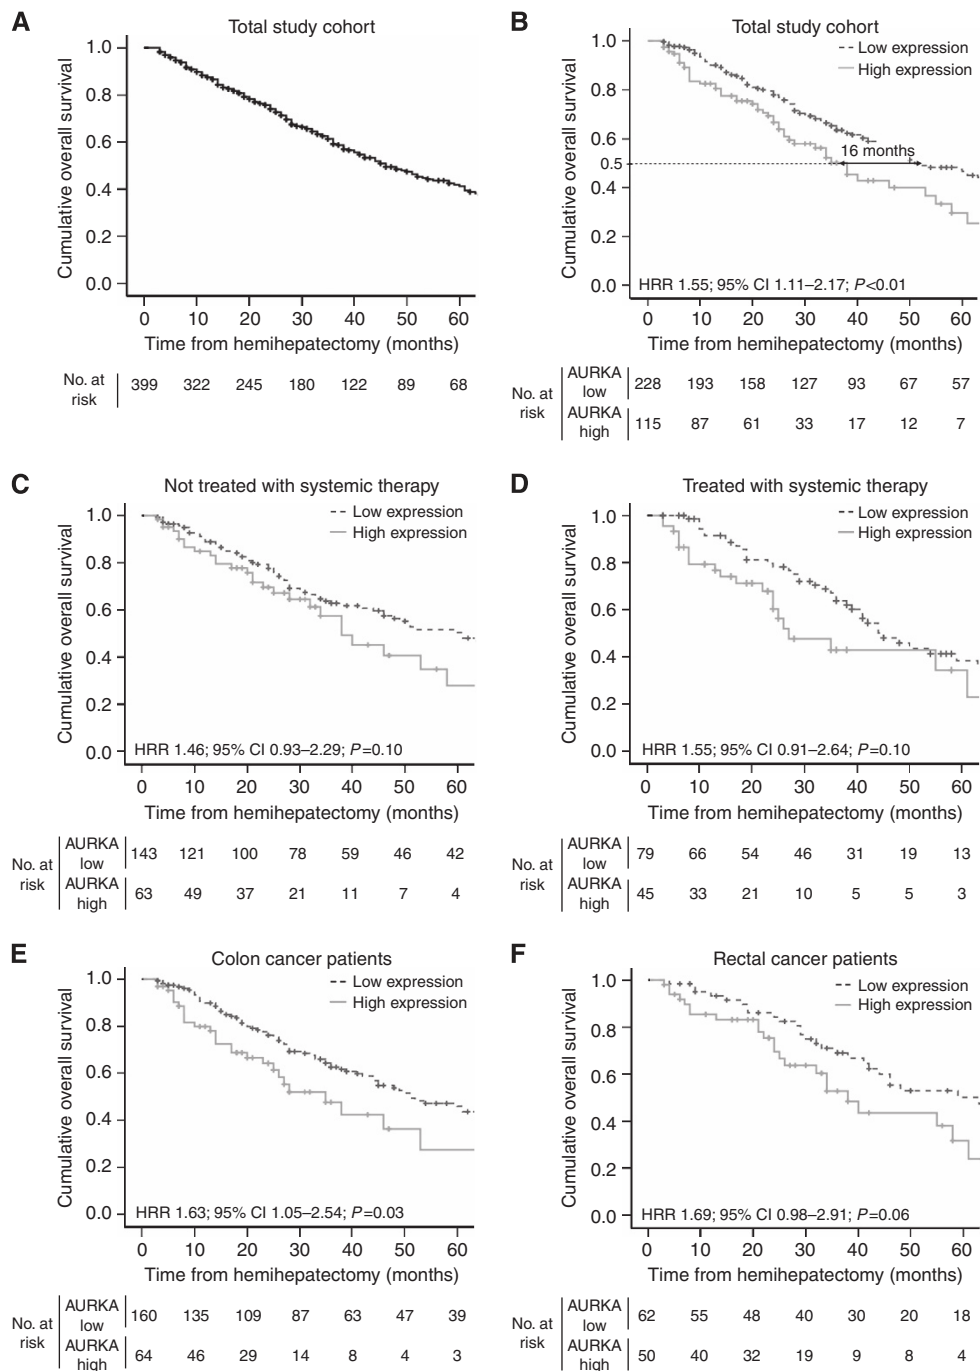 A
Total study cohort
1.0
0.8
0.6
0.4
0.2
0.0
Cumulative overall survival
0 10 20 30 40 50 60
Time from hemihepatectomy (months)
No. at risk
399 322 245 180 122 89 68
B
Total study cohort
Low expression
High expression
1.0
0.8
0.6
0.5
0.4
0.2
0.0
Cumulative overall survival
16 months
HRR 1.55; 95% CI 1.11–2.17; P<0.01
0 10 20 30 40 50 60
Time from hemihepatectomy (months)
No. at risk
AURKA low 228 193 158 127 93 67 57
AURKA high 115 87 61 33 17 12 7
C
Not treated with systemic therapy
Low expression
High expression
1.0
0.8
0.6
0.4
0.2
0.0
Cumulative overall survival
HRR 1.46; 95% CI 0.93–2.29; P=0.10
0 10 20 30 40 50 60
Time from hemihepatectomy (months)
No. at risk
AURKA low 143 121 100 78 59 46 42
AURKA high 63 49 37 21 11 7 4
D
Treated with systemic therapy
Low expression
High expression
1.0
0.8
0.6
0.4
0.2
0.0
Cumulative overall survival
HRR 1.55; 95% CI 0.91–2.64; P=0.10
0 10 20 30 40 50 60
Time from hemihepatectomy (months)
No. at risk
AURKA low 79 66 54 46 31 19 13
AURKA high 45 33 21 10 5 5 3
E
Colon cancer patients
Low expression
High expression
1.0
0.8
0.6
0.4
0.2
0.0
Cumulative overall survival
HRR 1.63; 95% CI 1.05–2.54; P=0.03
0 10 20 30 40 50 60
Time from hemihepatectomy (months)
No. at risk
AURKA low 160 135 109 87 63 47 39
AURKA high 64 46 29 14 8 4 3
F
Rectal cancer patients
Low expression
High expression
1.0
0.8
0.6
0.4
0.2
0.0
Cumulative overall survival
HRR 1.69; 95% CI 0.98–2.91; P=0.06
0 10 20 30 40 50 60
Time from hemihepatectomy (months)
No. at risk
AURKA low 62 55 48 40 30 20 18
AURKA high 50 40 32 19 9 8 4